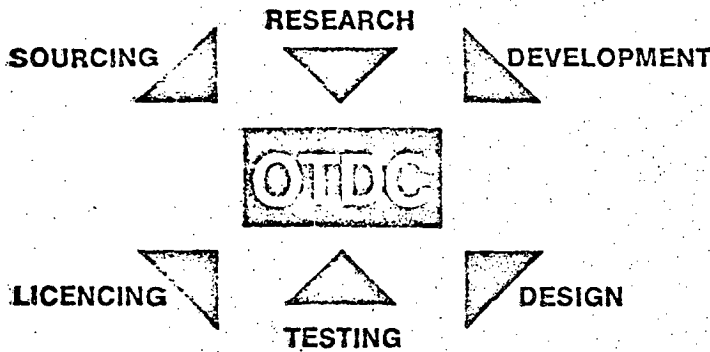 RESEARCH
SOURCING
DEVELOPMENT
OTDC
LICENCING
DESIGN
TESTING